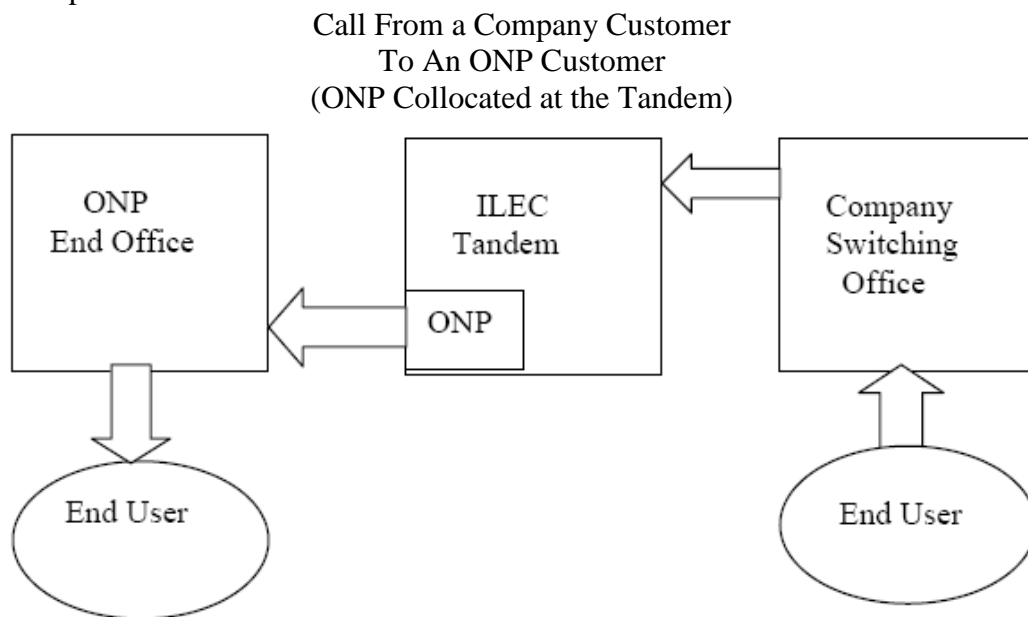 Call From a Company Customer
To An ONP Customer
(ONP Collocated at the Tandem)
ONP
End Office
ILEC
Tandem
ONP
Company
Switching
Office
End User
End User